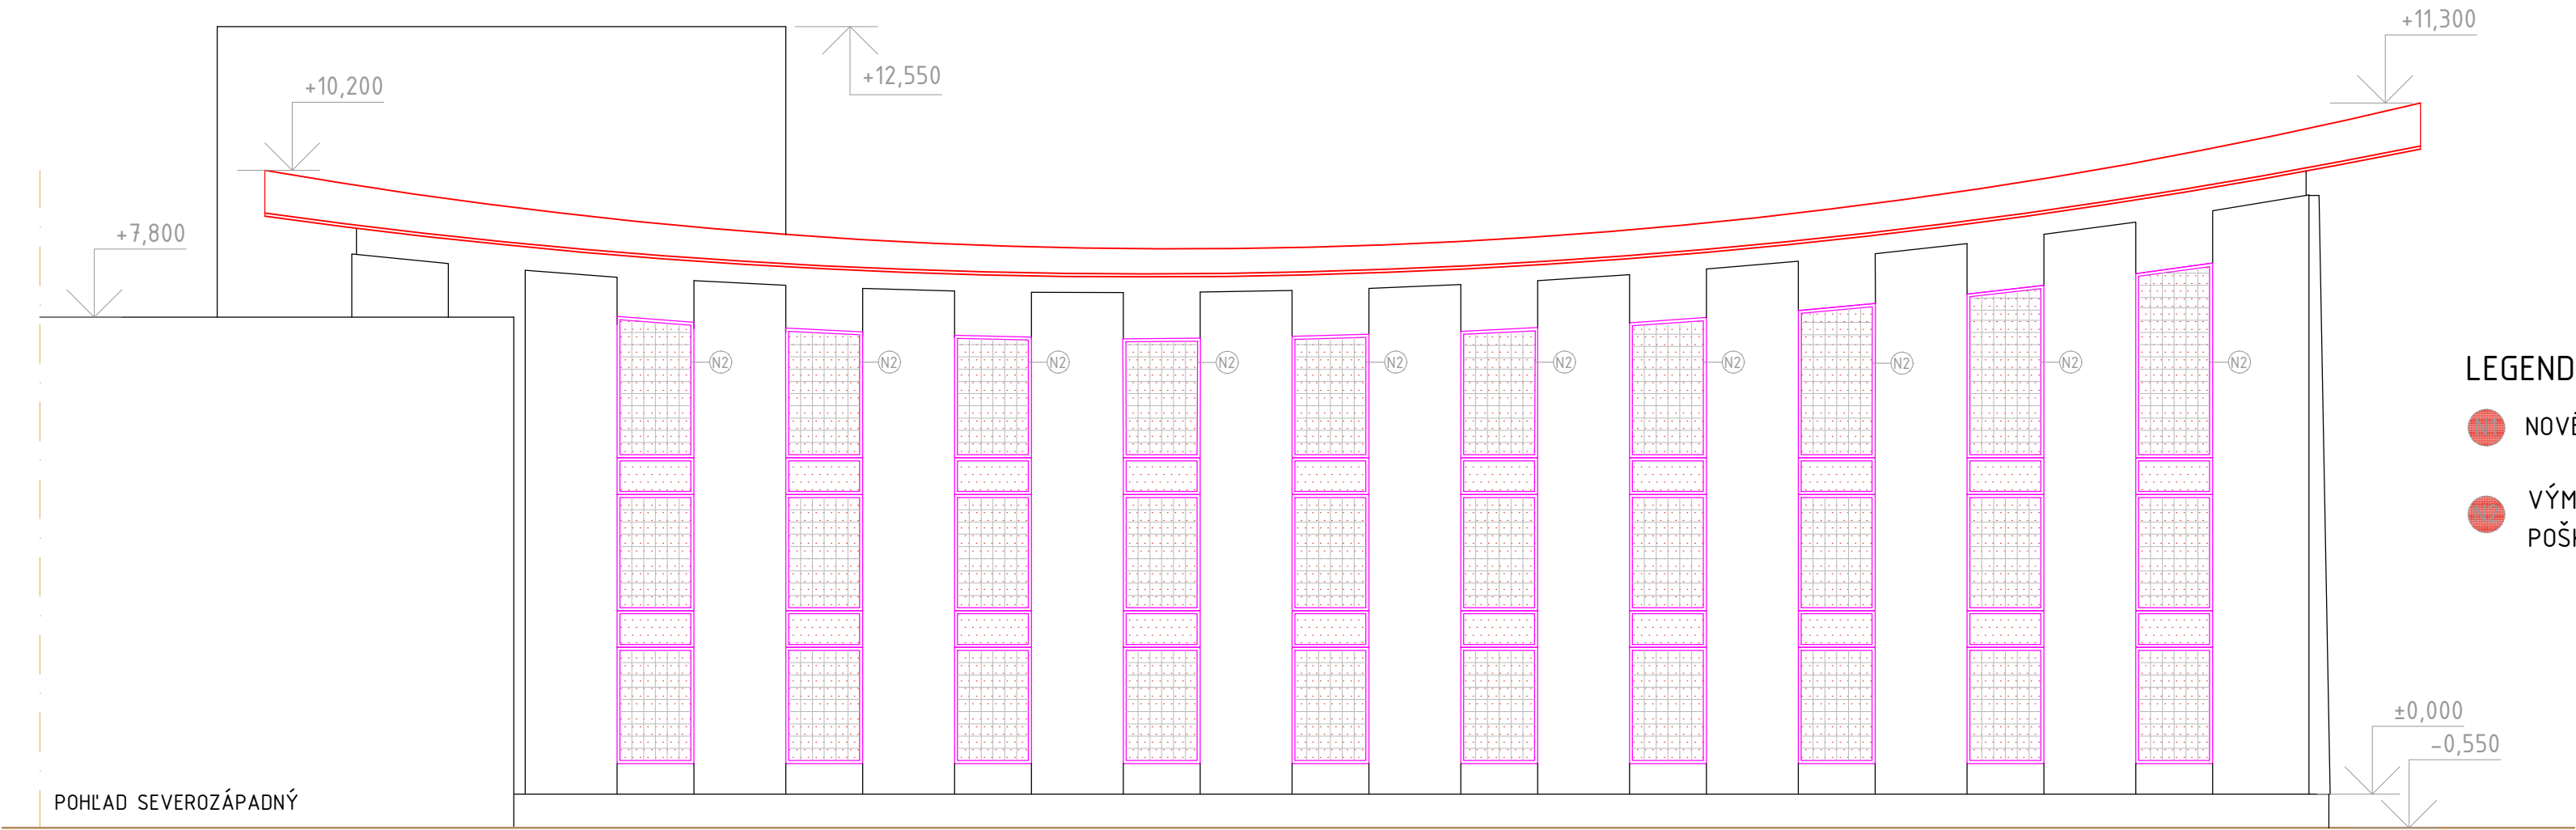 +11,300
+12,550
+10,200
+7,800
N2 N2 N2 N2 N2 N2 N2 N2 N2 N2
LEGEND
NOVÉ
±0,000
-0,550
POHĽAD SEVEROZÁPADNÝ